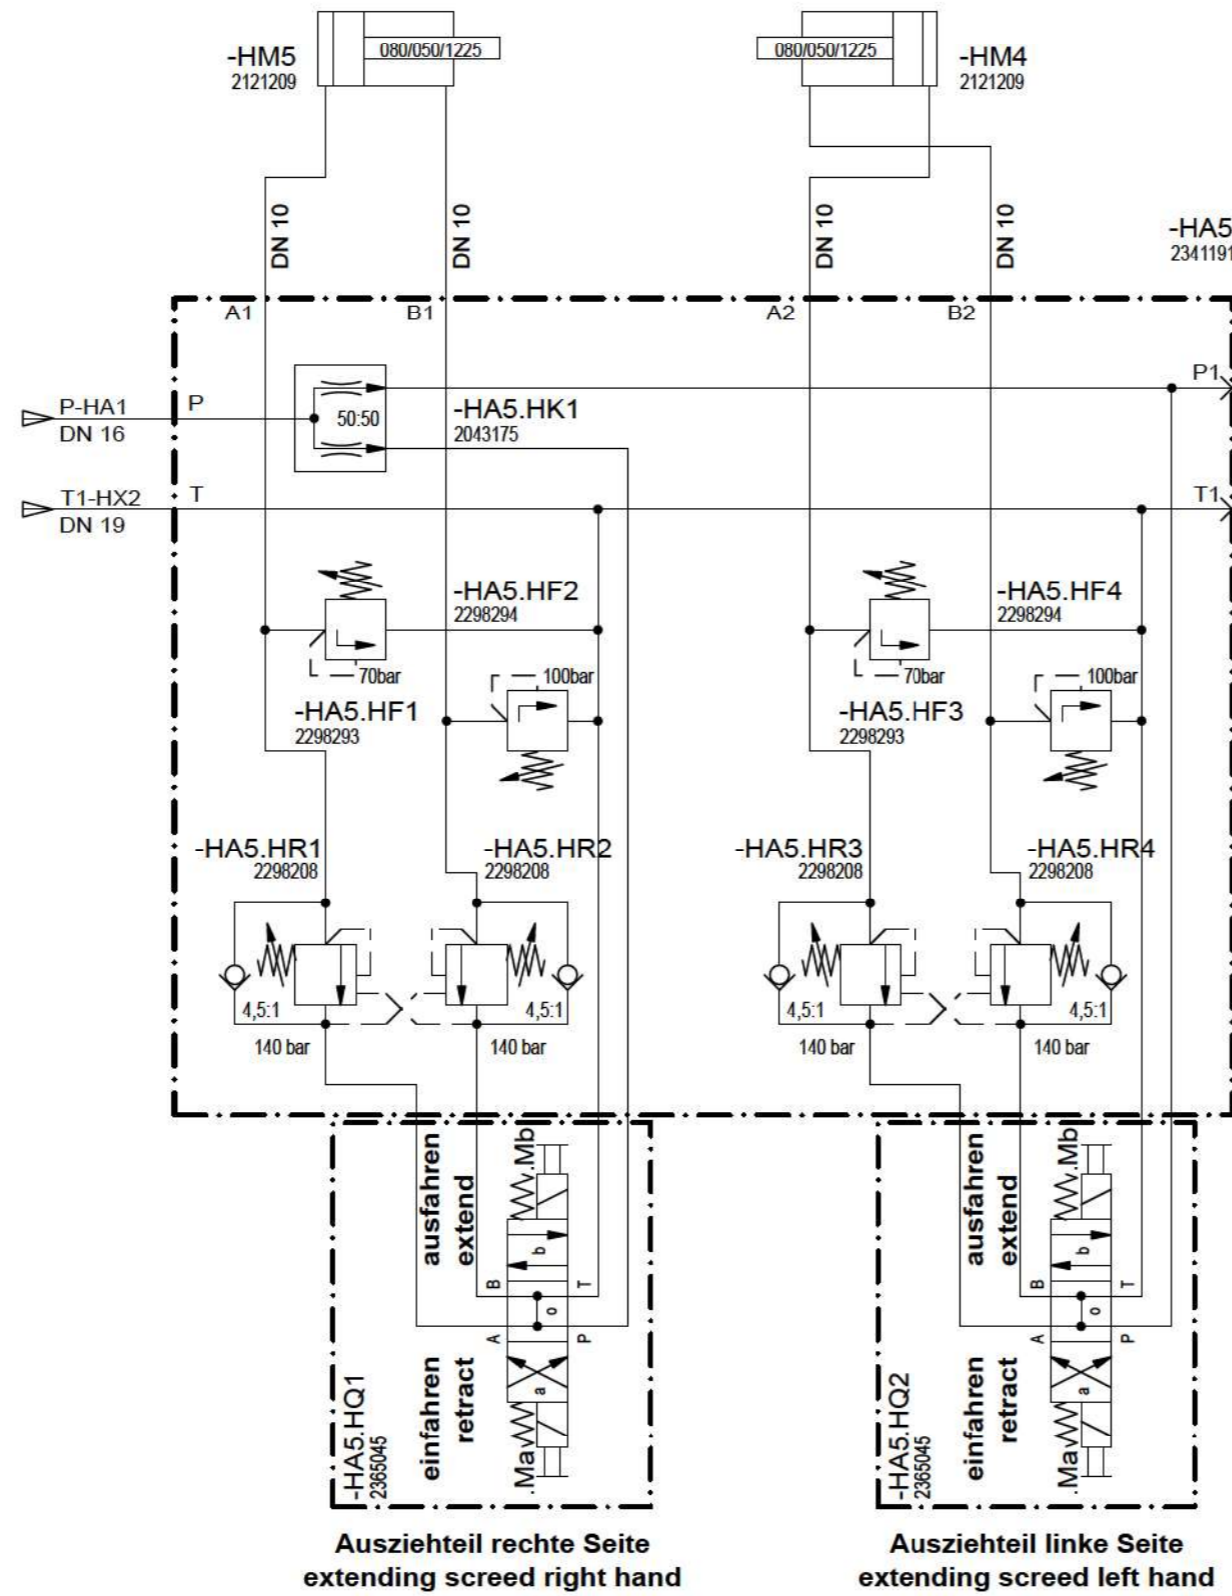 -HM5
2121209
080/050/1225
080/050/1225
-HM4
2121209
DN 10
DN 10
DN 10
DN 10
-HA5
2341191
A1
B1
A2
B2
P-HA1
DN 16
P
50:50
-HA5.HK1
2043175
P1
T1-HX2
DN 19
T
T1
-HA5.HF2
2298294
70bar
100bar
-HA5.HF1
2298293
-HA5.HF4
2298294
70bar
100bar
-HA5.HF3
2298293
-HA5.HR1
2298208
-HA5.HR2
2298208
-HA5.HR3
2298208
-HA5.HR4
2298208
4,5:1
4,5:1
4,5:1
4,5:1
140 bar
140 bar
140 bar
140 bar
ausfahren
extend
.Mb
b
B
T
o
A
P
a
einfahren
retract
.Ma
-HA5.HQ1
2365045
ausfahren
extend
.Mb
b
B
T
o
A
P
a
einfahren
retract
.Ma
-HA5.HQ2
2365045
Ausziehteil rechte Seite
extending screed right hand
Ausziehteil linke Seite
extending screed left hand